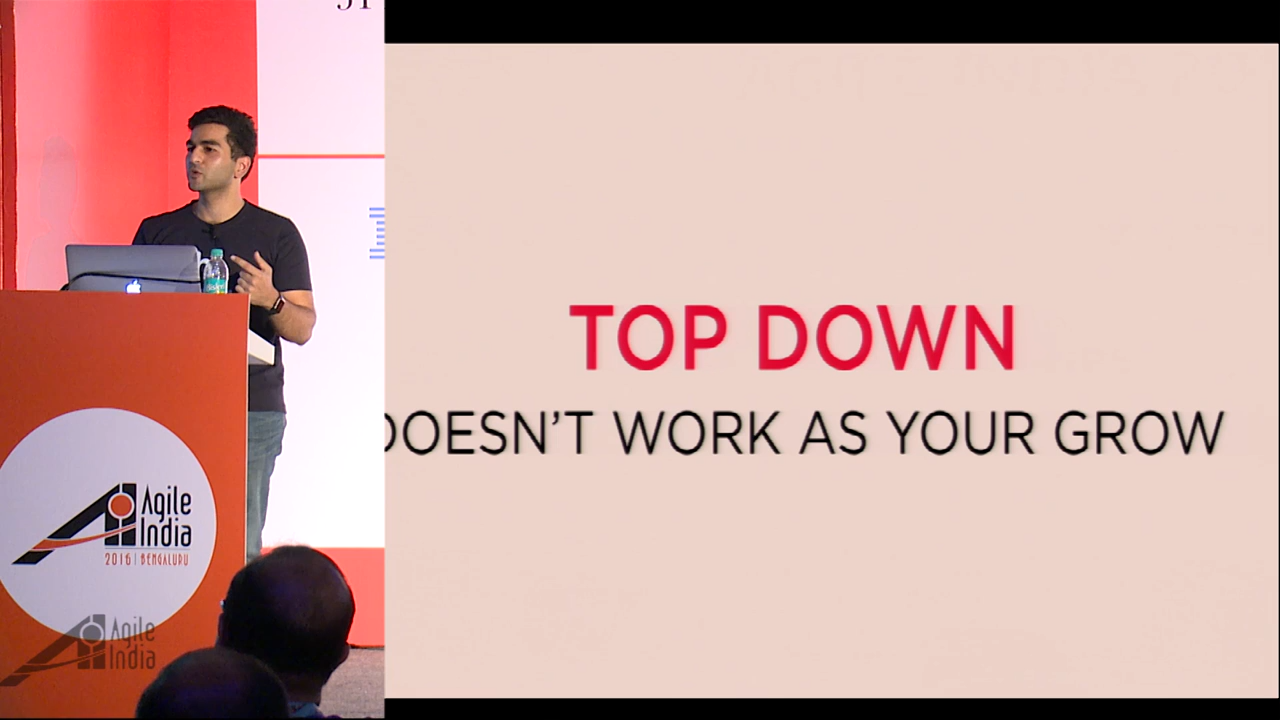 TOP DOWN
DOESN'T WORK AS YOUR GROW
Agile
India
2016 | BENGALURU
Agile
India